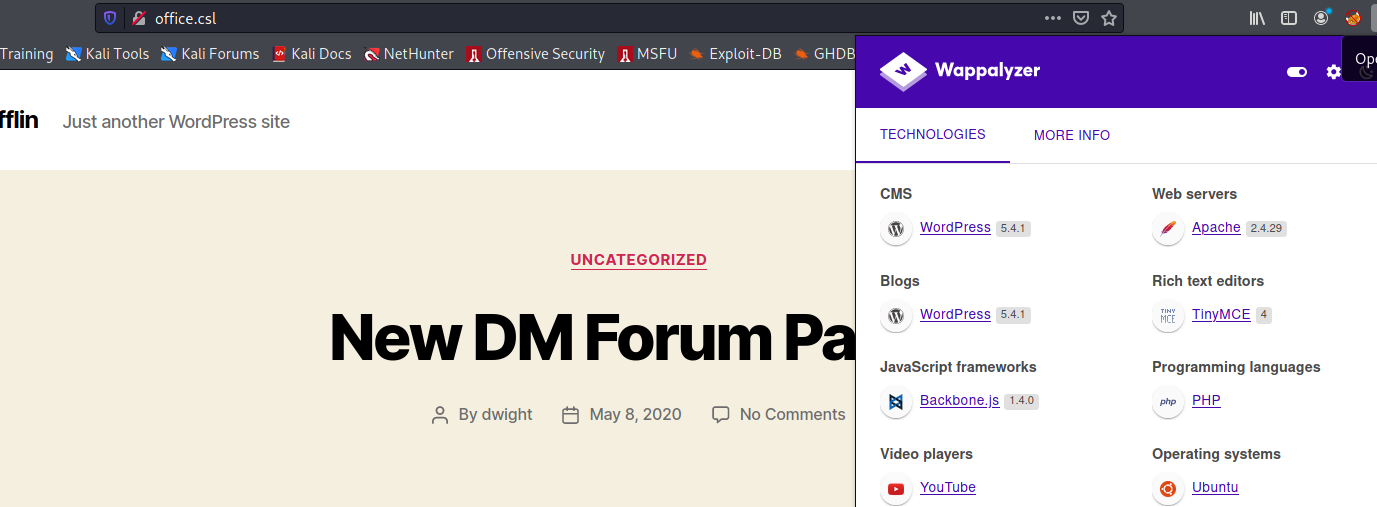 office.csl
Training Kali Tools Kali Forums Kali Docs NetHunter Offensive Security MSFU Exploit-DB GHDB
Wappalyzer
Ope
TECHNOLOGIES MORE INFO
fflin Just another WordPress site
CMS
WordPress 5.4.1
Web servers
Apache 2.4.29
Blogs
WordPress 5.4.1
Rich text editors
TINY
MCE
TinyMCE 4
JavaScript frameworks
Backbone.js 1.4.0
Programming languages
php
PHP
Video players
YouTube
Operating systems
Ubuntu
UNCATEGORIZED
New DM Forum Pa
By dwight May 8, 2020 No Comments